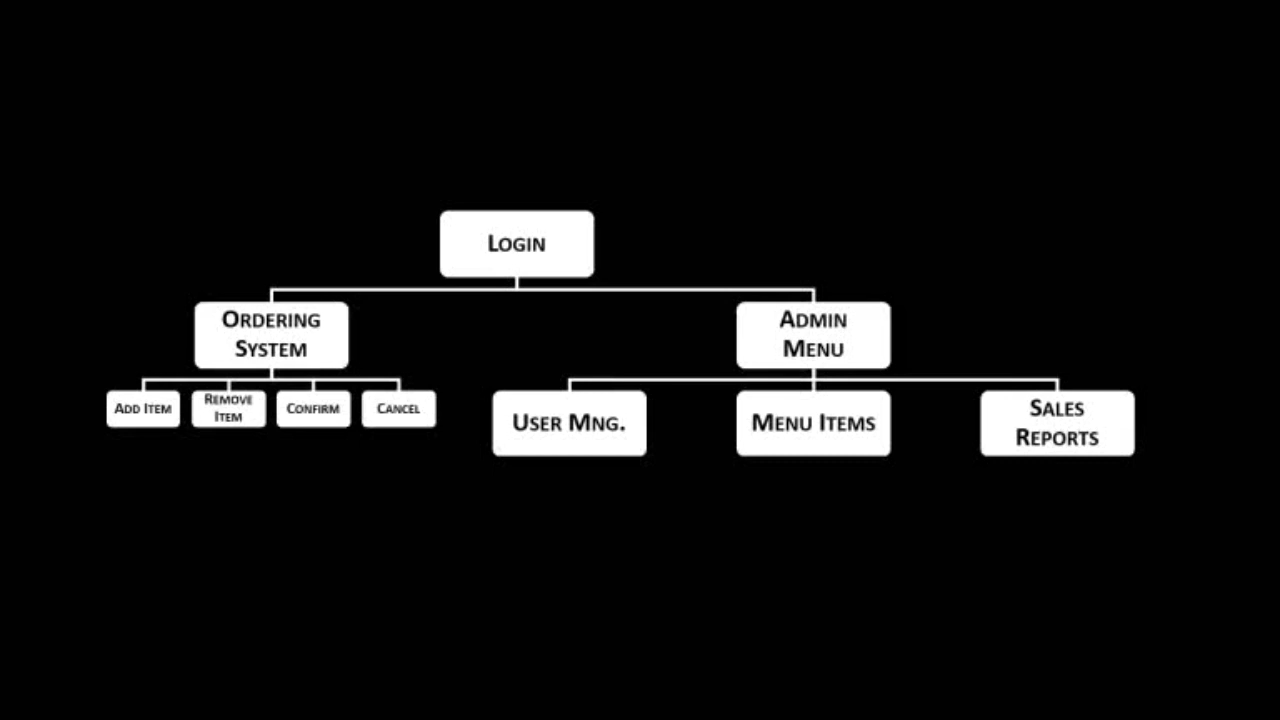 Login
Ordering
System
Admin
Menu
Add Item
Remove
Item
Confirm
Cancel
User Mng.
Menu Items
Sales
Reports